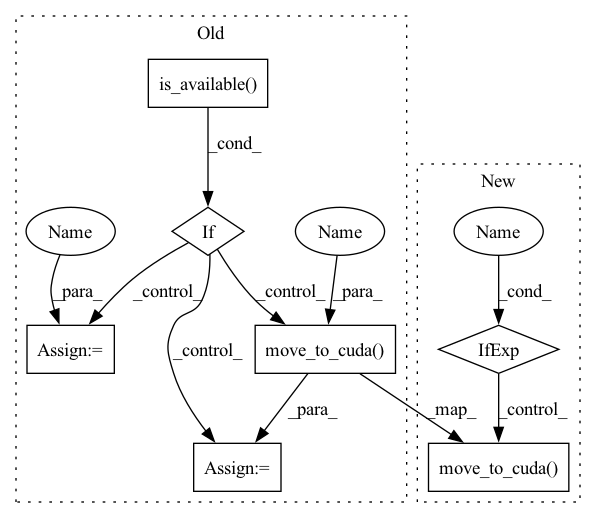 Old
is_available()
_cond_
New
Name
If
Name
Name
_para_
_control_
_control_
_para_
_cond_
Assign:=
_control_
move_to_cuda()
IfExp
_para_
_map_
_control_
Assign:=
move_to_cuda()